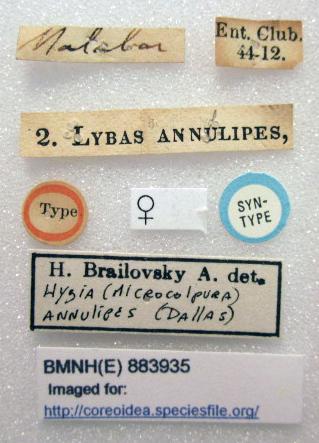 Malabar
Ent. Club.
44-12.
2. LYBAS ANNULIPES,
Type
♀
SYN-
TYPE
H. Brailovsky A. det.
HYGIA (MICROCOLPURA)
ANNULIPES (DALLAS)
BMNH(E) 883935
Imaged for:
http://coreoidea.speciesfile.org/